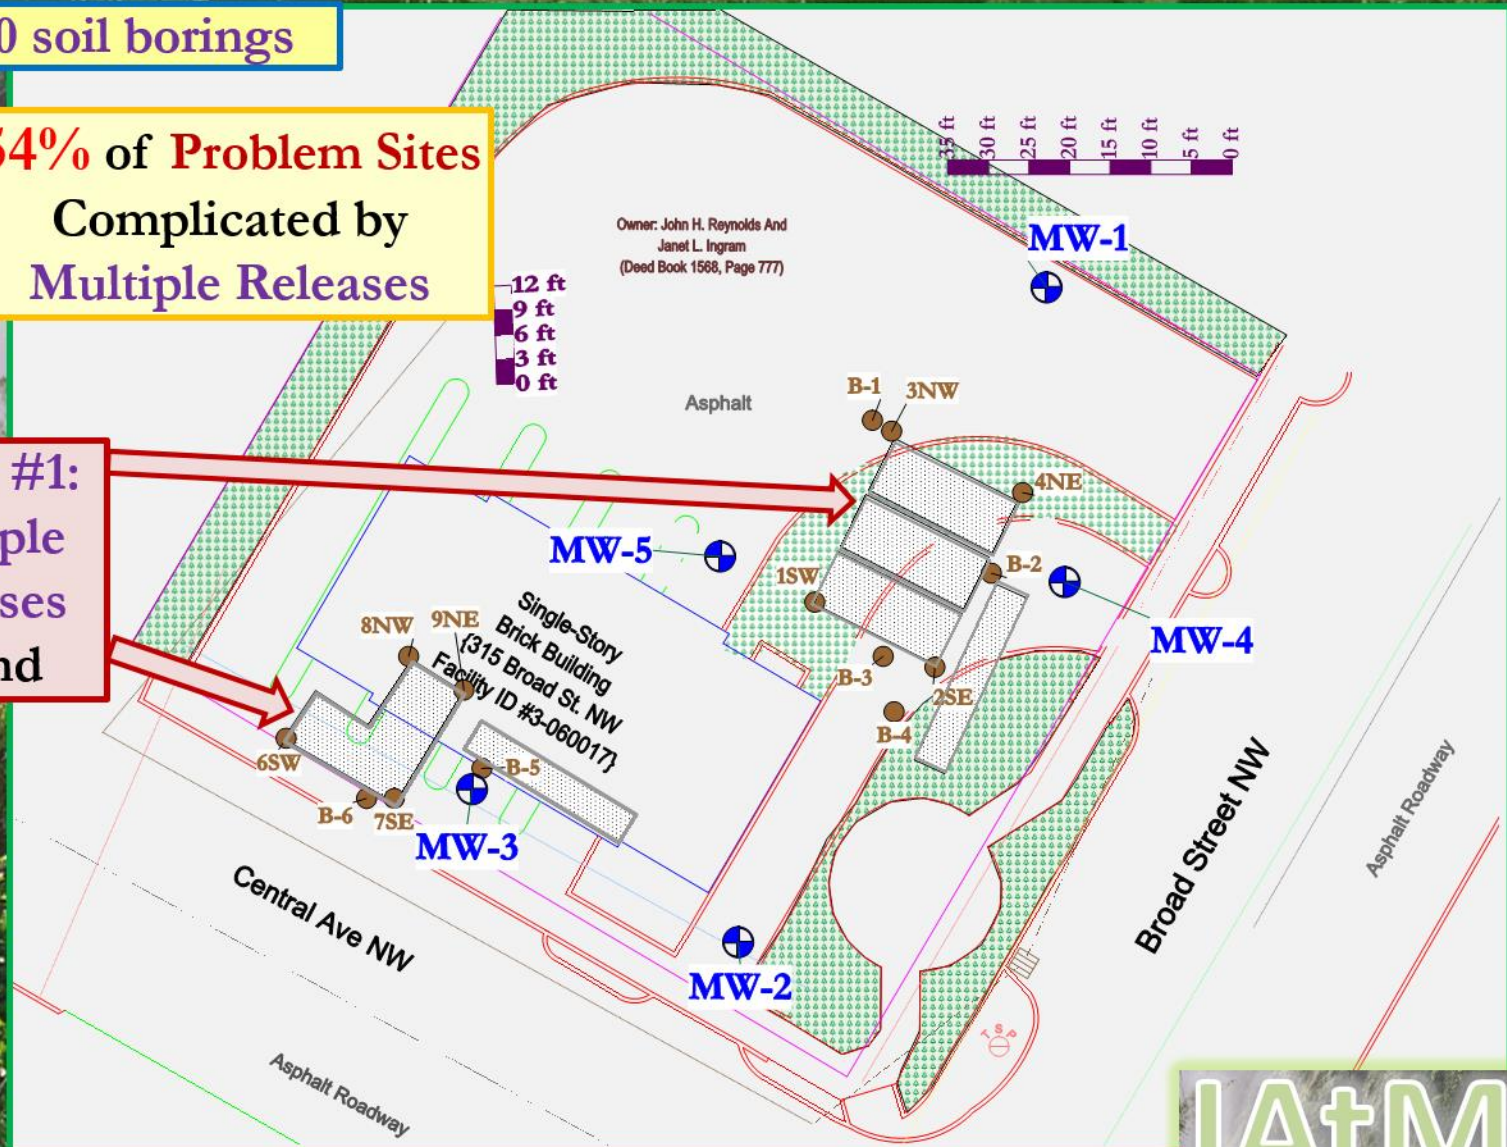 0 soil borings
54% of Problem Sites
Complicated by
Multiple Releases
Owner: John H. Reynolds And
Janet L. Ingram
(Deed Book 1568, Page 777)
35 ft
30 ft
25 ft
20 ft
15 ft
10 ft
5 ft
0 ft
MW-1
12 ft
9 ft
6 ft
3 ft
0 ft
Asphalt
B-1
3NW
4NE
#1:
MW-5
B-2
1SW
MW-4
8NW
9NE
Single-Story
Brick Building
{315 Broad St. NW
Facility ID #3-060017}
B-3
2SE
B-4
6SW
B-5
B-6
7SE
MW-3
Central Ave NW
MW-2
Broad Street NW
Asphalt Roadway
Asphalt Roadway
T S P
IAtM